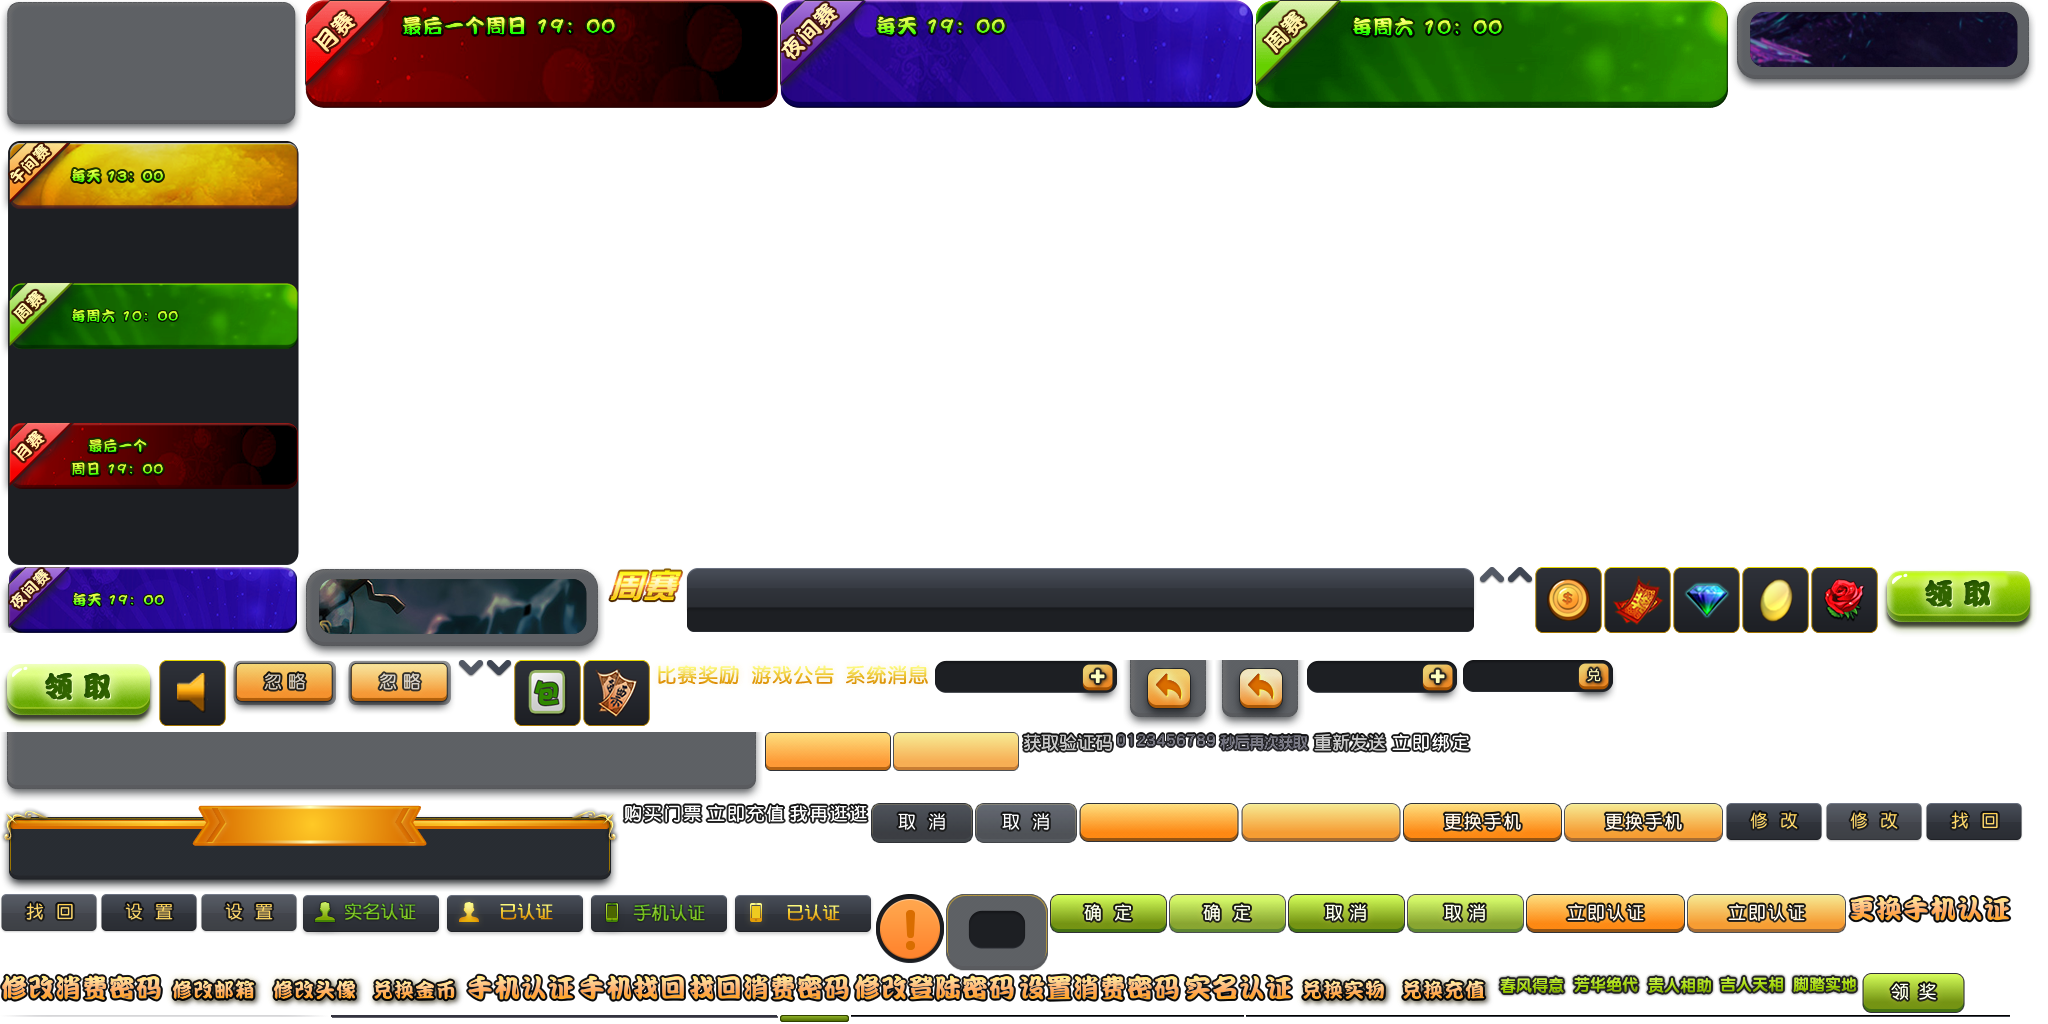 月赛
最后一个周日 19：00
夜间赛
每天 19：00
周赛
每周六 10：00
午间赛
每天 13：00
周赛
每周六 10：00
月赛
最后一个
周日 19：00
夜间赛
每天 19：00
周赛
领取
领取
忽略
忽略
比赛奖励 游戏公告 系统消息
兑
获取验证码 0123456789 秒后再次获取 重新发送 立即绑定
购买门票 立即充值 我再逛逛
取 消
取 消
更换手机
更换手机
修 改
修 改
找 回
找 回
设 置
设 置
实名认证
已认证
手机认证
已认证
确 定
确 定
取 消
取 消
立即认证
立即认证
更换手机认证
修改消费密码 修改邮箱 修改头像 兑换金币 手机认证 手机找回 找回消费密码 修改登陆密码 设置消费密码 实名认证 兑换实物 兑换充值 春风得意 芳华绝代 贵人相助 吉人天相 脚踏实地
领 奖